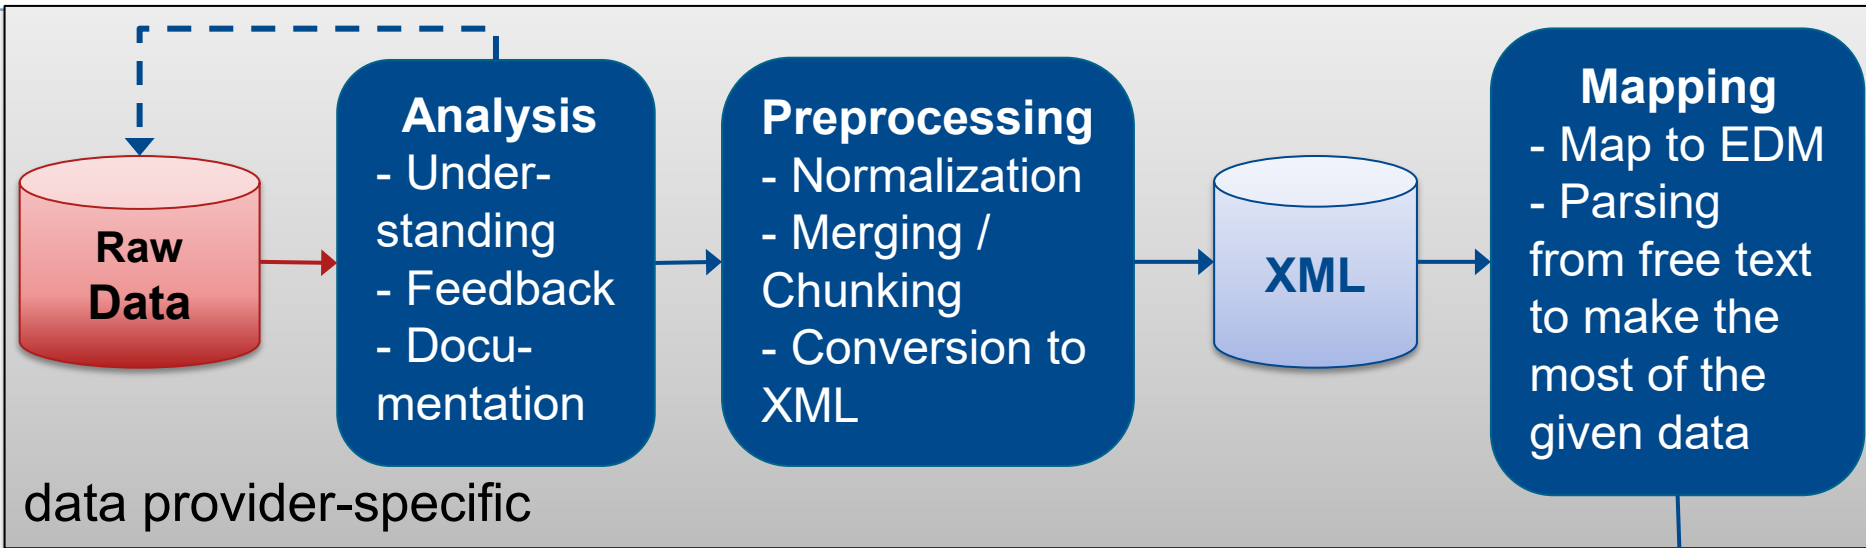 Raw
Data
Analysis
- Under-
standing
- Feedback
- Docu-
mentation
Preprocessing
- Normalization
- Merging /
Chunking
- Conversion to
XML
XML
Mapping
- Map to EDM
- Parsing
from free text
to make the
most of the
given data
data provider-specific